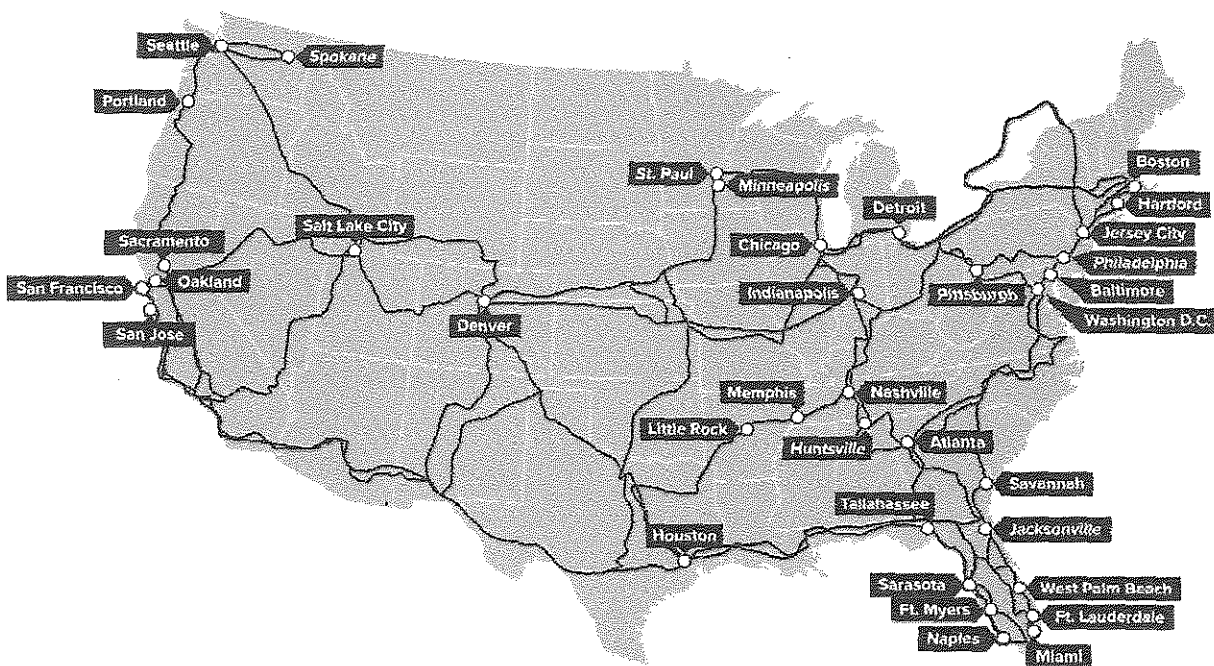 Seattle
Spokane
Portland
Boston
St. Paul
Minneapolis
Detroit
Hartford
Salt Lake City
Sacramento
Chicago
Jersey City
Philadelphia
San Francisco
Oakland
Indianapolis
Pittsburgh
Baltimore
Washington D.C.
San Jose
Denver
Memphis
Nashville
Little Rock
Huntsville
Atlanta
Savannah
Tallahassee
Houston
Jacksonville
Sarasota
West Palm Beach
Ft. Myers
Ft. Lauderdale
Naples
Miami